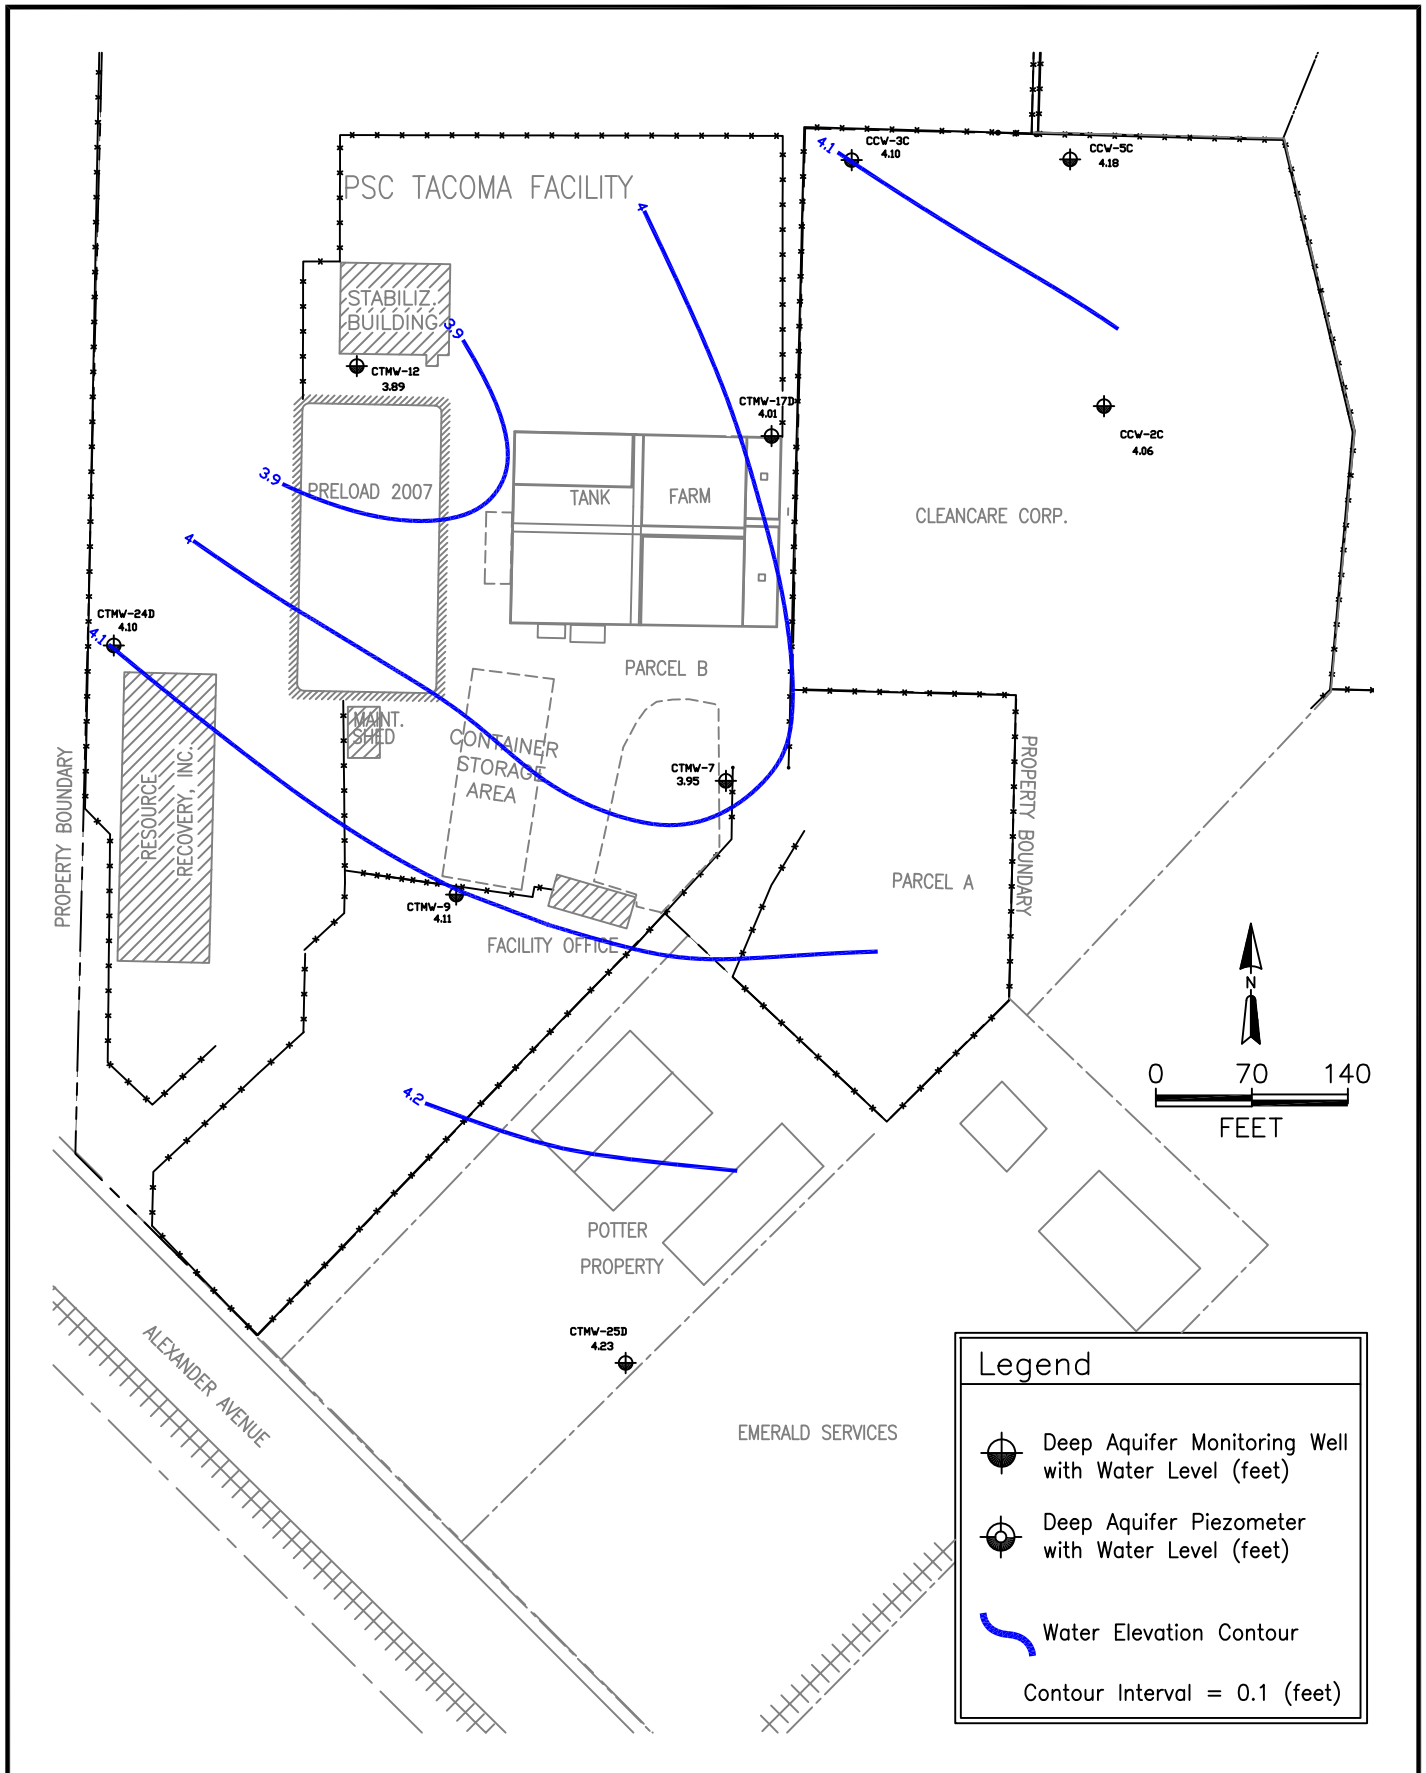 4.1
CCW-3C
4.10
CCW-5C
4.18
PSC TACOMA FACILITY
4
STABILIZ.
BUILDING
3.9
CTMW-12
3.89
CTMW-17D
4.01
CCW-2C
4.06
3.9
PRELOAD 2007
TANK
FARM
CLEANCARE CORP.
4
CTMW-24D
4.10
4.1
PARCEL B
MAINT.
SHED
CONTAINER
STORAGE
AREA
CTMW-7
3.95
PROPERTY BOUNDARY
RESOURCE
RECOVERY, INC.
PROPERTY BOUNDARY
PARCEL A
CTMW-9
4.11
FACILITY OFFICE
N
0 70 140
FEET
4.2
POTTER
PROPERTY
CTMW-25D
4.23
ALEXANDER AVENUE
EMERALD SERVICES
Legend
Deep Aquifer Monitoring Well
with Water Level (feet)
Deep Aquifer Piezometer
with Water Level (feet)
Water Elevation Contour
Contour Interval = 0.1 (feet)